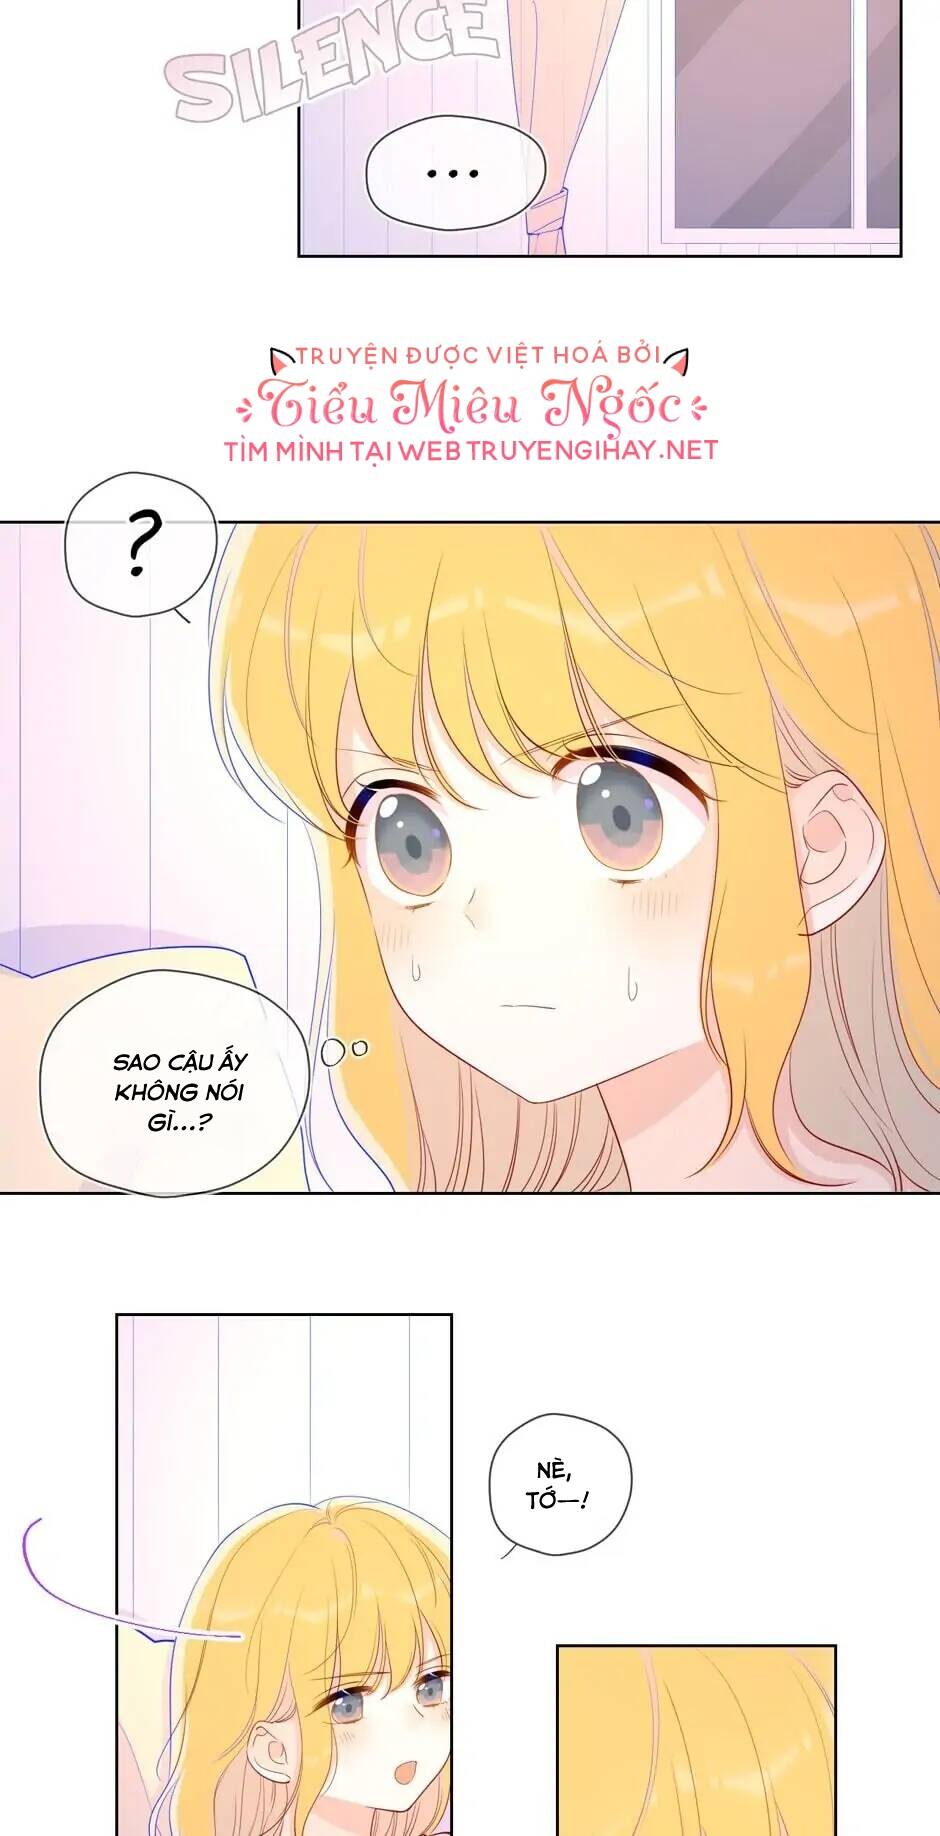 SILENCE
...
TRUYỆN ĐƯỢC VIỆT HOÁ BỞI
Tiểu Miêu Ngốc
TÌM MÌNH TẠI WEB TRUYENGIHAY.NET
?
SAO CẬU ẤY
KHÔNG NÓI
GÌ...?
NÈ,
TỚ—!